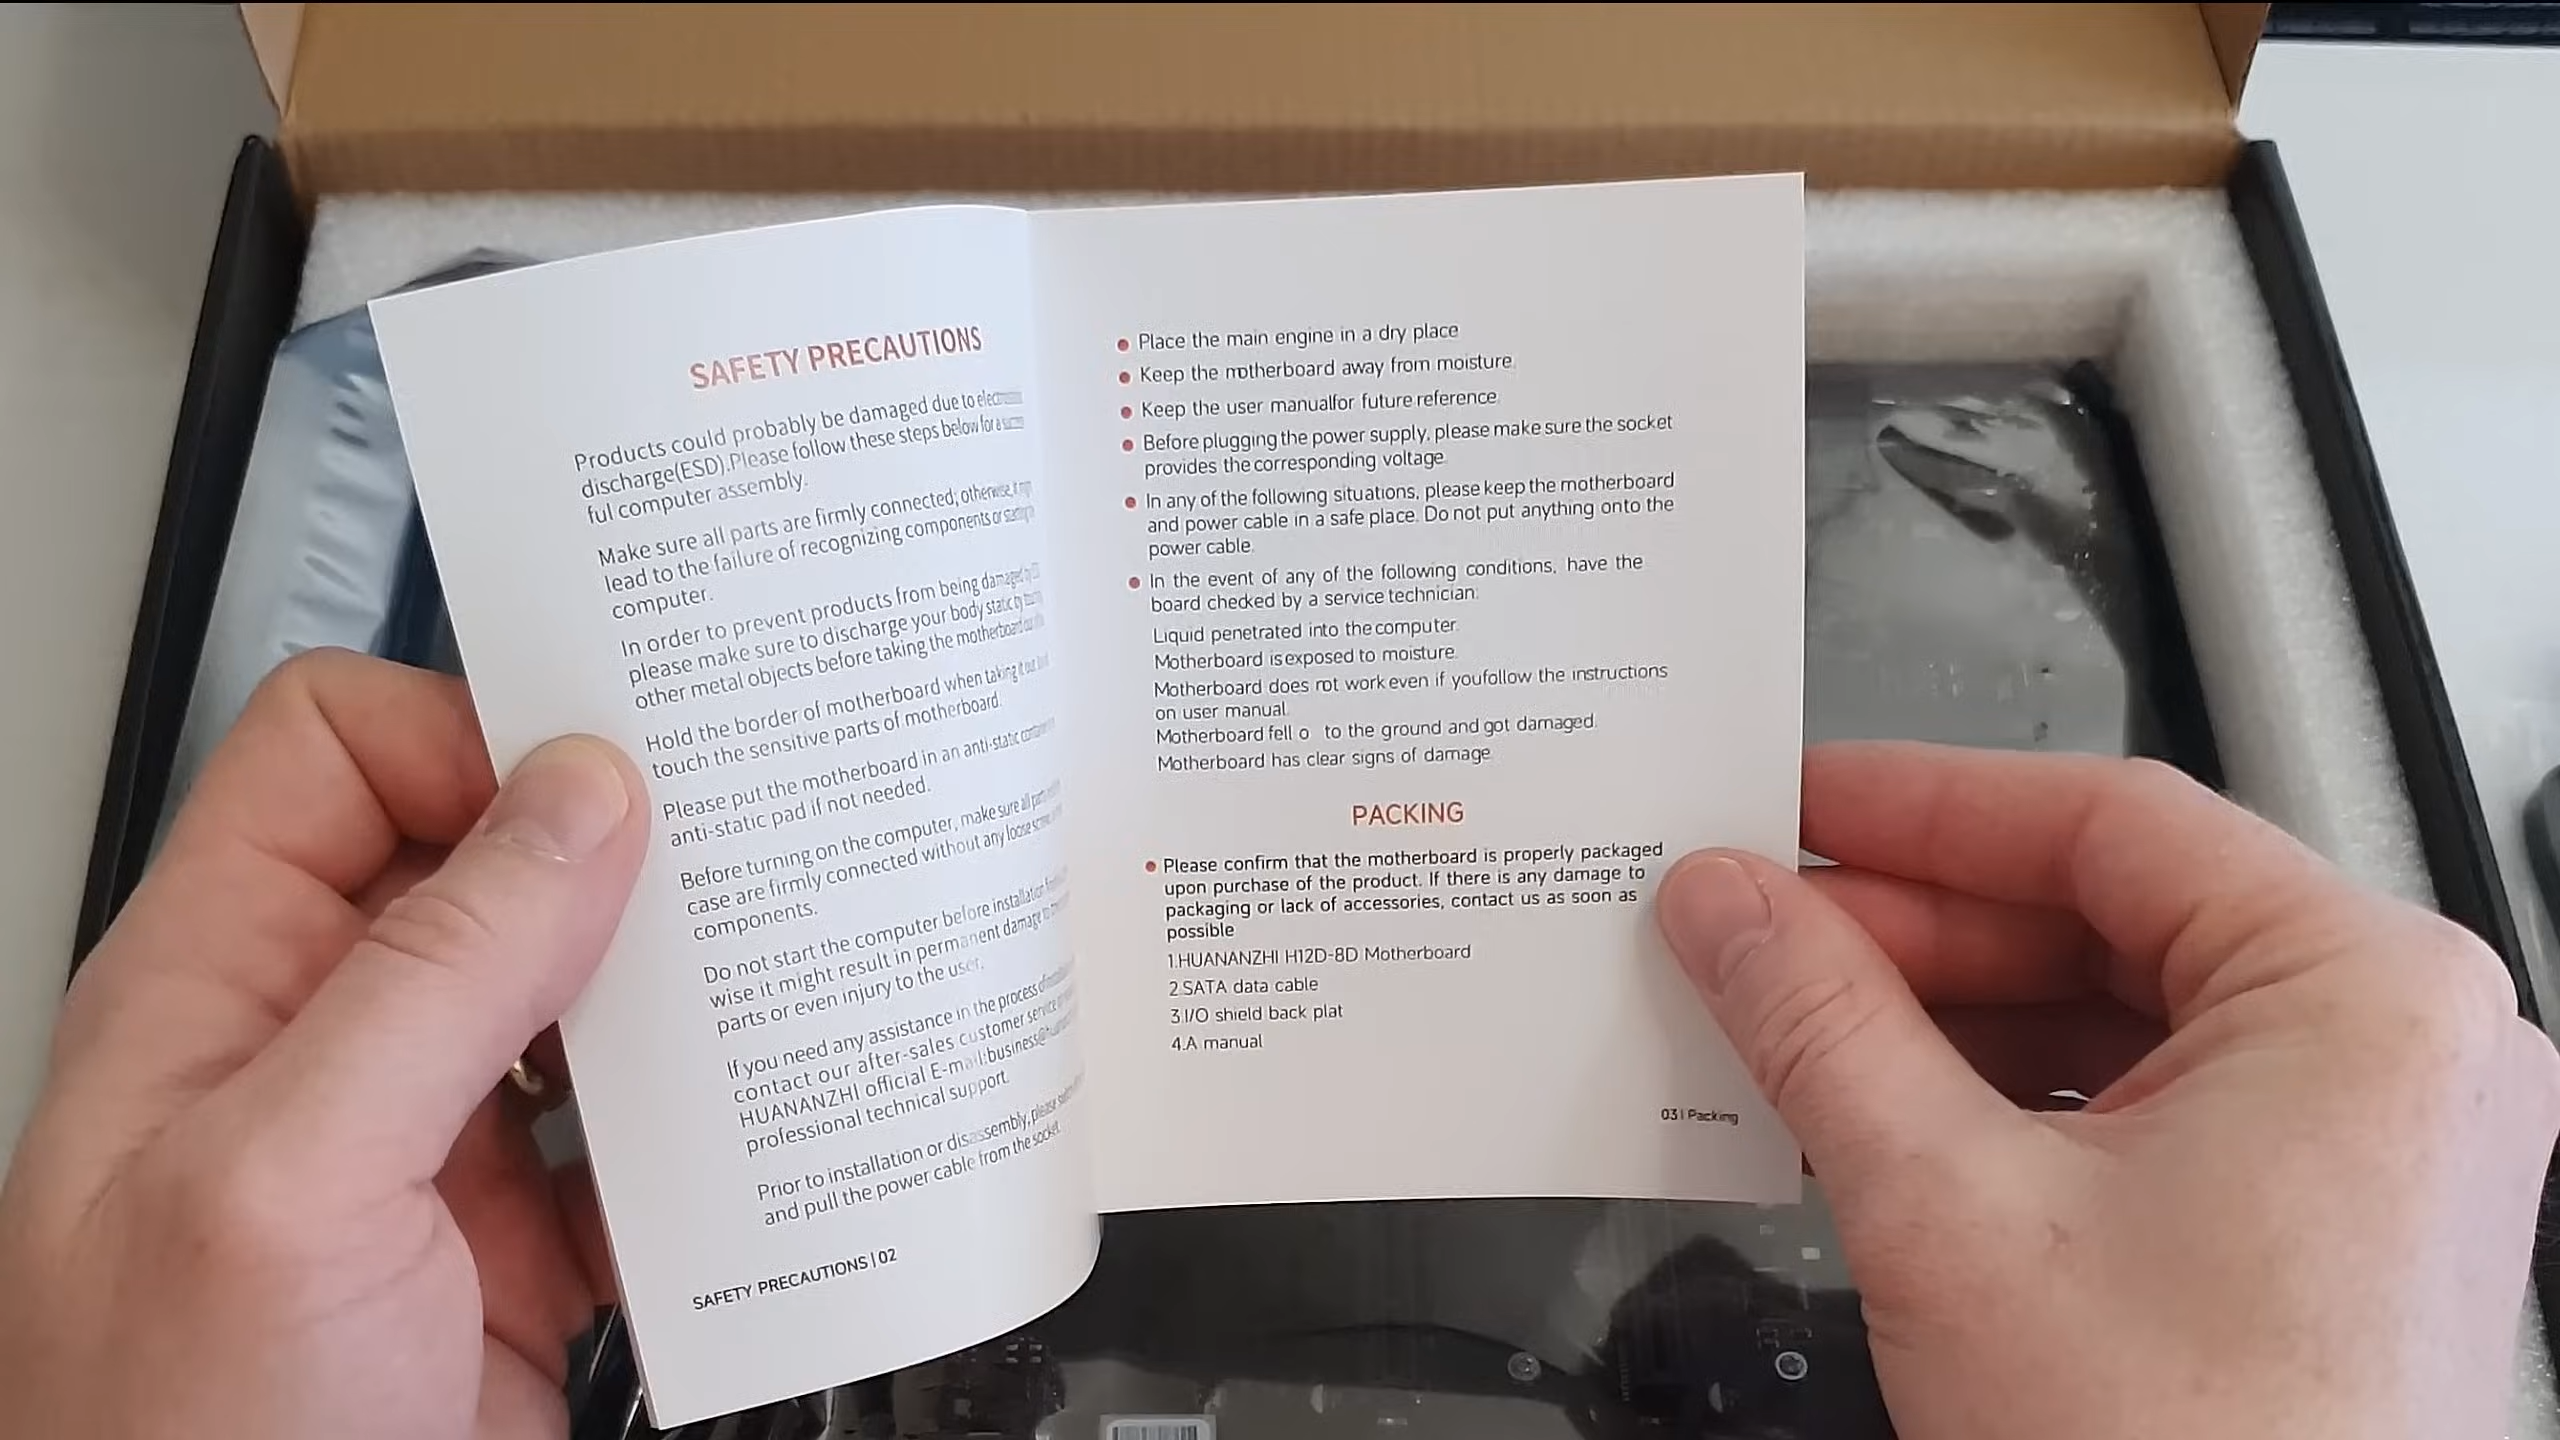 SAFETY PRECAUTIONS
Products could probably be damaged due to
discharge(ESD).Please follow these steps below for a
ful computer assembly.
Make sure all parts are firmly connected; otherwise, it
lead to the failure of recognizing components or
computer.
In order to prevent products from being damaged by
please make sure to discharge your body static by
other metal objects before taking the motherboard
Hold the border of motherboard when taking it out
touch the sensitive parts of motherboard.
Please put the motherboard in an anti-static
anti-static pad if not needed.
Before turning on the computer, make sure all parts
case are firmly connected without any loose
components.
Do not start the computer before installation
wise it might result in permanent damage to
parts or even injury to the user.
If you need any assistance in the process of
contact our after-sales customer service
HUANANZHI official E-mail:business@
professional technical support.
Prior to installation or disassembly, please
and pull the power cable from the socket.
SAFETY PRECAUTIONS | 02
Place the main engine in a dry place
Keep the motherboard away from moisture.
Keep the user manualfor future reference.
Before plugging the power supply, please make sure the socket
provides the corresponding voltage.
In any of the following situations, please keep the motherboard
and power cable in a safe place. Do not put anything onto the
power cable.
In the event of any of the following conditions, have the
board checked by a service technician:
Liquid penetrated into the computer.
Motherboard is exposed to moisture.
Motherboard does not work even if youfollow the instructions
on user manual.
Motherboard fell o to the ground and got damaged.
Motherboard has clear signs of damage.
PACKING
Please confirm that the motherboard is properly packaged
upon purchase of the product. If there is any damage to
packaging or lack of accessories, contact us as soon as
possible
1.HUANANZHI H12D-8D Motherboard
2.SATA data cable
3.I/O shield back plat
4.A manual
03 | Packing